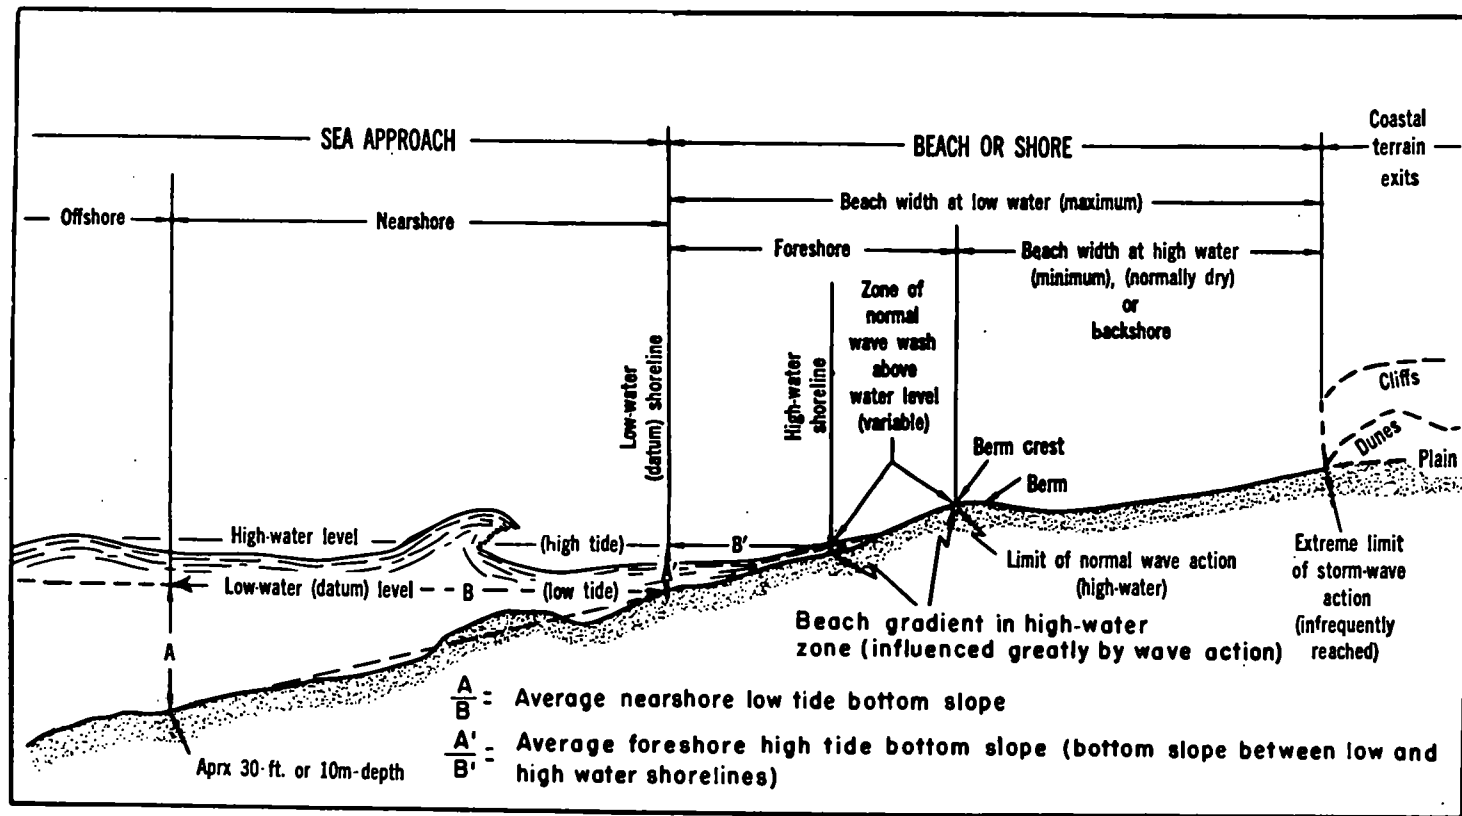 SEA APPROACH
BEACH OR SHORE
Coastal
terrain
exits
Offshore
Nearshore
Beach width at low water (maximum)
Foreshore
Beach width at high water
(minimum), (normally dry)
or
backshore
Zone of
normal
wave wash
above
water level
(variable)
Low-water
(datum) shoreline
High-water
shoreline
Cliffs
Dunes
Plain
Berm crest
Berm
High-water level
(high tide)
B'
Low-water (datum) level
B
(low tide)
A'
A
Limit of normal wave action
(high-water)
Extreme limit
of storm-wave
action
(infrequently
reached)
Beach gradient in high-water
zone (influenced greatly by wave action)
A/B = Average nearshore low tide bottom slope
A'/B' = Average foreshore high tide bottom slope (bottom slope between low and
high water shorelines)
Aprx 30-ft. or 10m-depth